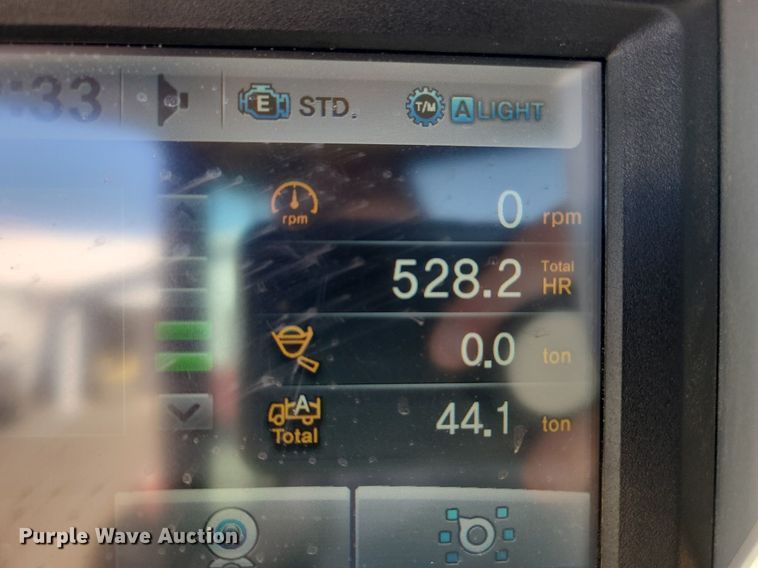 :33
E STD.
T/M A LIGHT
rpm 0 rpm
528.2 Total HR
0.0 ton
A Total 44.1 ton
Purple Wave Auction®